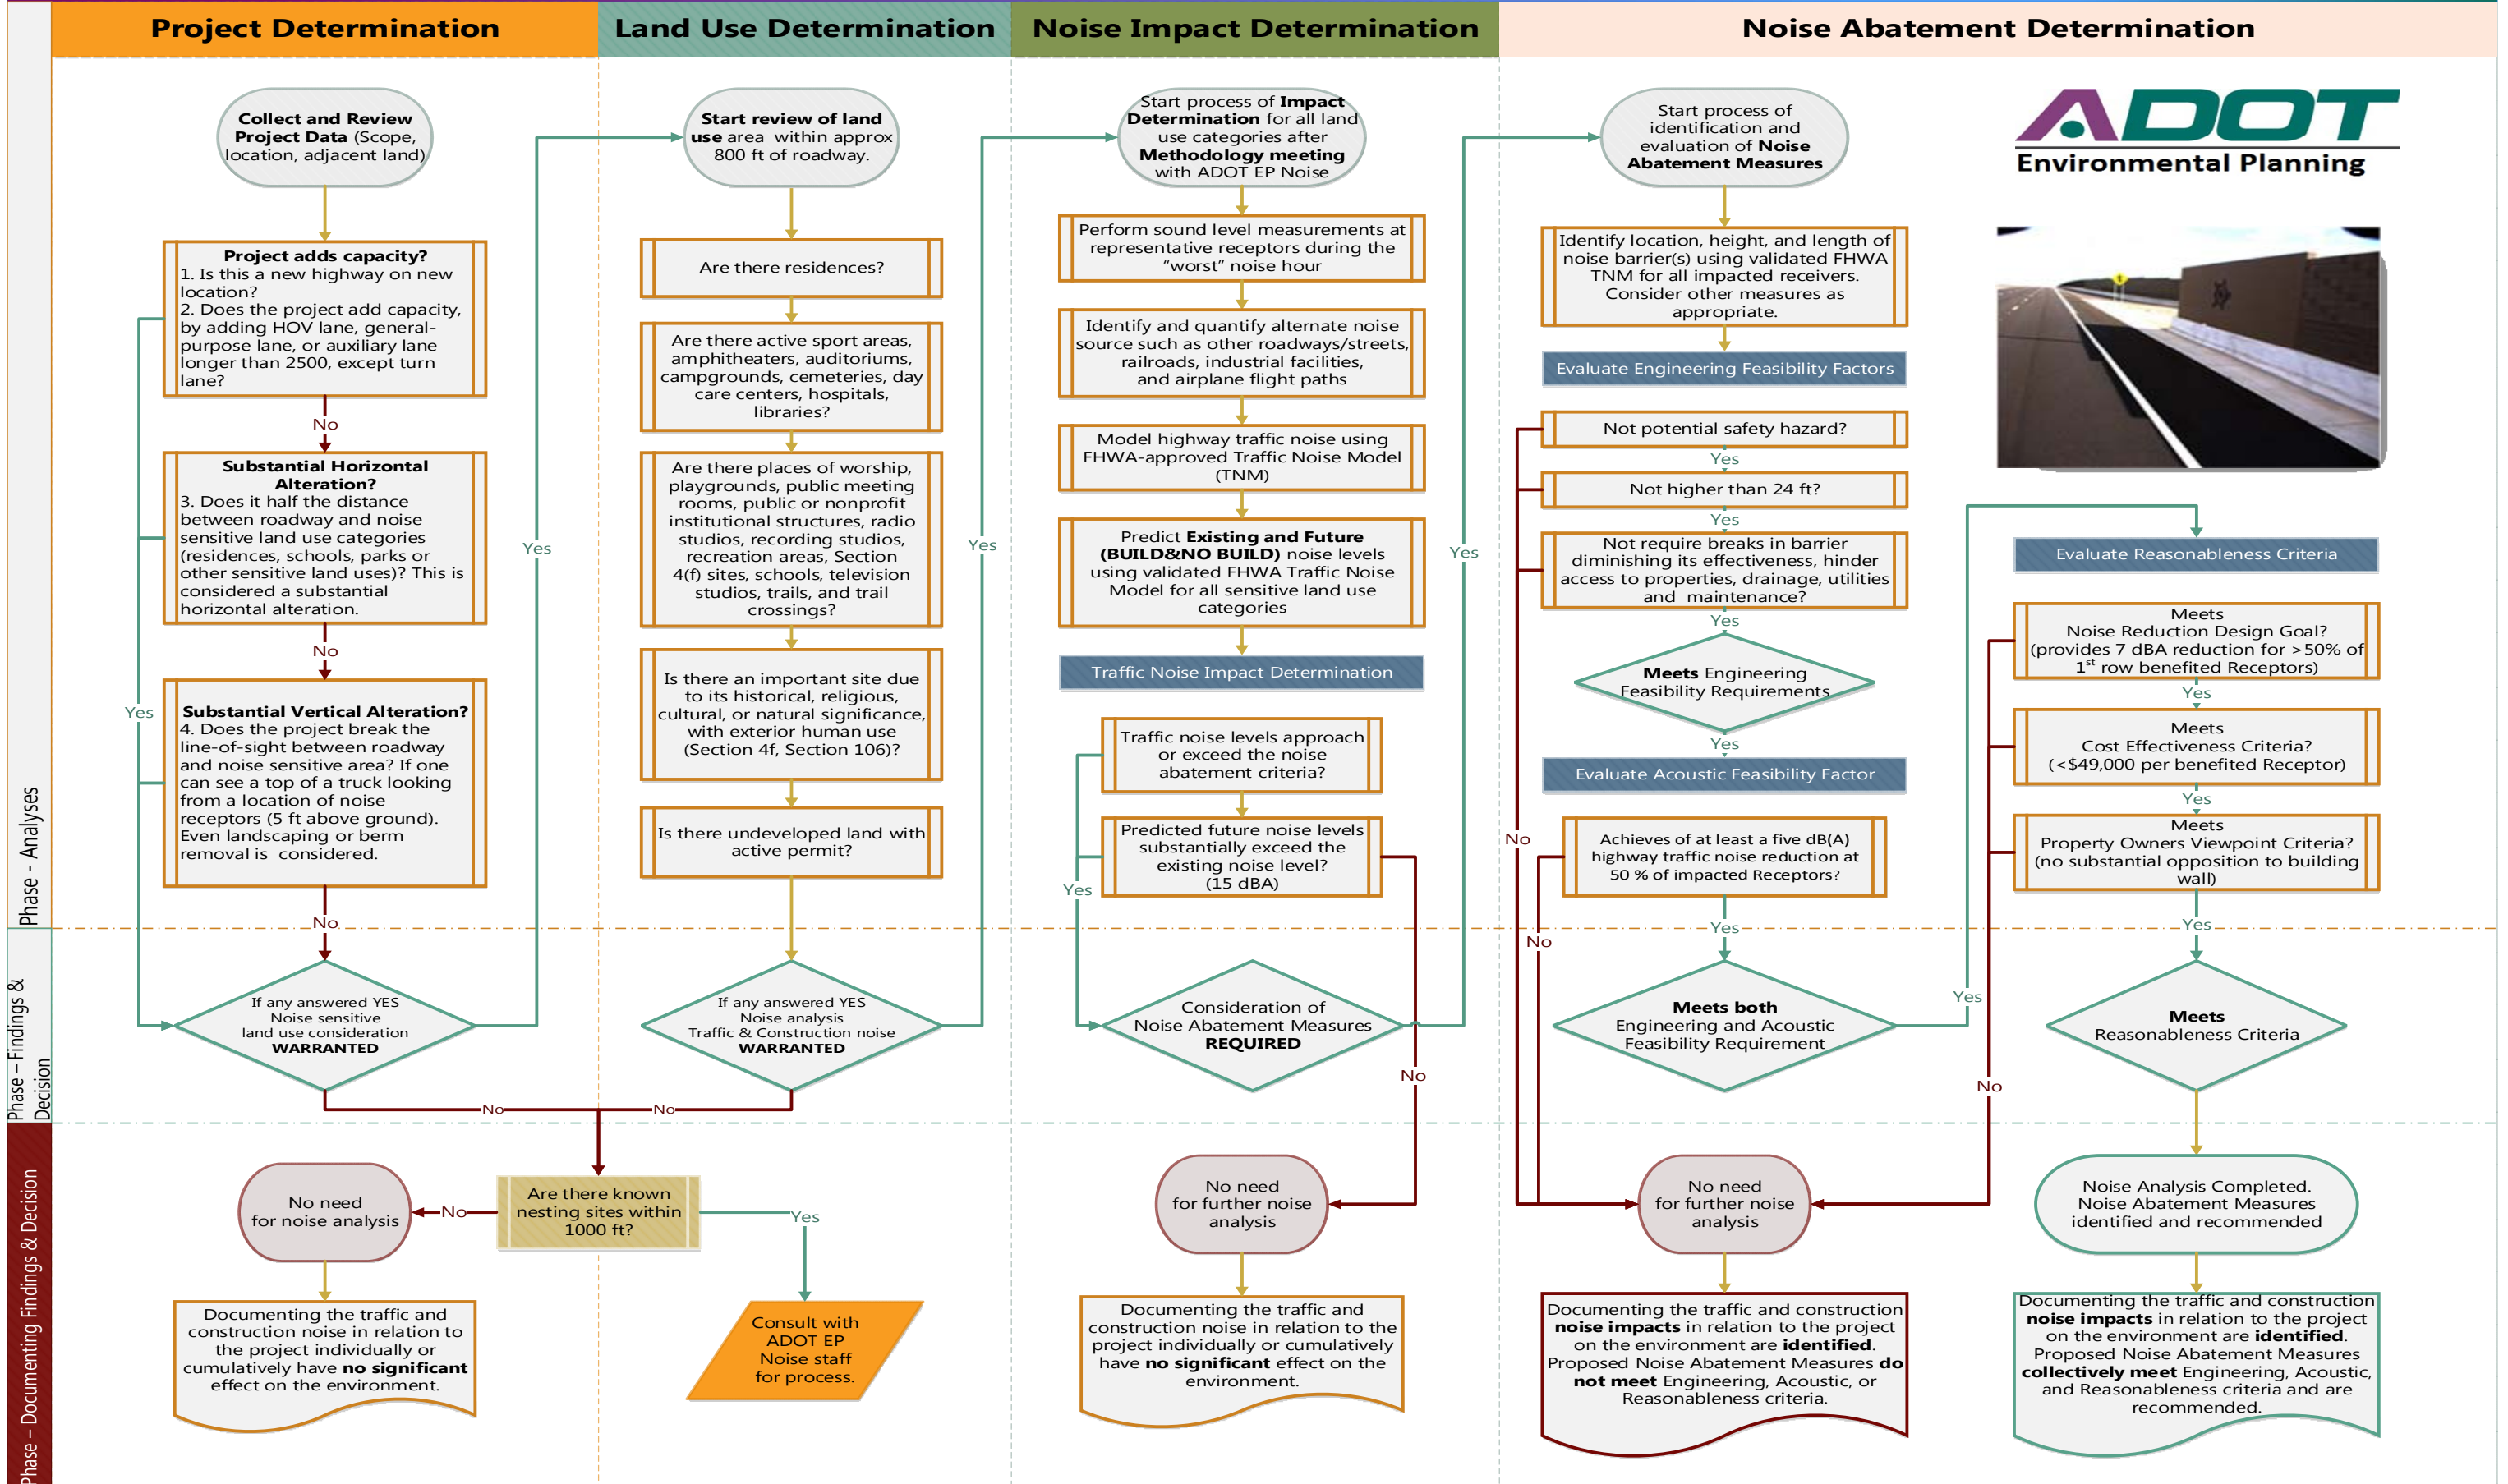 Project Determination
Land Use Determination
Noise Impact Determination
Noise Abatement Determination
Phase - Analyses
Phase – Findings &
Decision
Phase – Documenting Findings & Decision
Collect and Review
Project Data (Scope,
location, adjacent land)
Project adds capacity?
1. Is this a new highway on new
location?
2. Does the project add capacity,
by adding HOV lane, general-
purpose lane, or auxiliary lane
longer than 2500, except turn
lane?
No
Substantial Horizontal
Alteration?
3. Does it half the distance
between roadway and noise
sensitive land use categories
(residences, schools, parks or
other sensitive land uses)? This is
considered a substantial
horizontal alteration.
No
Yes
Substantial Vertical Alteration?
4. Does the project break the
line-of-sight between roadway
and noise sensitive area? If one
can see a top of a truck looking
from a location of noise
receptors (5 ft above ground).
Even landscaping or berm
removal is considered.
No
If any answered YES
Noise sensitive
land use consideration
WARRANTED
Yes
No
No need
for noise analysis
No
Are there known
nesting sites within
1000 ft?
Documenting the traffic and
construction noise in relation to
the project individually or
cumulatively have no significant
effect on the environment.
Start review of land
use area within approx
800 ft of roadway.
Are there residences?
Are there active sport areas,
amphitheaters, auditoriums,
campgrounds, cemeteries, day
care centers, hospitals,
libraries?
Are there places of worship,
playgrounds, public meeting
rooms, public or nonprofit
institutional structures, radio
studios, recording studios,
recreation areas, Section
4(f) sites, schools, television
studios, trails, and trail
crossings?
Is there an important site due
to its historical, religious,
cultural, or natural significance,
with exterior human use
(Section 4f, Section 106)?
Is there undeveloped land with
active permit?
If any answered YES
Noise analysis
Traffic & Construction noise
WARRANTED
Yes
No
Yes
Consult with
ADOT EP
Noise staff
for process.
Start process of Impact
Determination for all land
use categories after
Methodology meeting
with ADOT EP Noise
Perform sound level measurements at
representative receptors during the
“worst” noise hour
Identify and quantify alternate noise
source such as other roadways/streets,
railroads, industrial facilities,
and airplane flight paths
Model highway traffic noise using
FHWA-approved Traffic Noise Model
(TNM)
Predict Existing and Future
(BUILD&NO BUILD) noise levels
using validated FHWA Traffic Noise
Model for all sensitive land use
categories
Traffic Noise Impact Determination
Traffic noise levels approach
or exceed the noise
abatement criteria?
Predicted future noise levels
substantially exceed the
existing noise level?
(15 dBA)
Yes
Consideration of
Noise Abatement Measures
REQUIRED
Yes
No
No need
for further noise
analysis
Documenting the traffic and
construction noise in relation to the
project individually or cumulatively
have no significant effect on the
environment.
Start process of
identification and
evaluation of Noise
Abatement Measures
Identify location, height, and length of
noise barrier(s) using validated FHWA
TNM for all impacted receivers.
Consider other measures as
appropriate.
Evaluate Engineering Feasibility Factors
Not potential safety hazard?
Yes
Not higher than 24 ft?
Yes
Not require breaks in barrier
diminishing its effectiveness, hinder
access to properties, drainage, utilities
and maintenance?
Yes
Meets Engineering
Feasibility Requirements
Yes
Evaluate Acoustic Feasibility Factor
No
Achieves of at least a five dB(A)
highway traffic noise reduction at
50 % of impacted Receptors?
Yes
No
Meets both
Engineering and Acoustic
Feasibility Requirement
Yes
No need
for further noise
analysis
Documenting the traffic and construction
noise impacts in relation to the project
on the environment are identified.
Proposed Noise Abatement Measures do
not meet Engineering, Acoustic, or
Reasonableness criteria.
ADOT
Environmental Planning
Evaluate Reasonableness Criteria
Meets
Noise Reduction Design Goal?
(provides 7 dBA reduction for >50% of
1st row benefited Receptors)
Yes
Meets
Cost Effectiveness Criteria?
(<$49,000 per benefited Receptor)
Yes
Meets
Property Owners Viewpoint Criteria?
(no substantial opposition to building
wall)
Yes
Meets
Reasonableness Criteria
No
Noise Analysis Completed.
Noise Abatement Measures
identified and recommended
Documenting the traffic and construction
noise impacts in relation to the project
on the environment are identified.
Proposed Noise Abatement Measures
collectively meet Engineering, Acoustic,
and Reasonableness criteria and are
recommended.